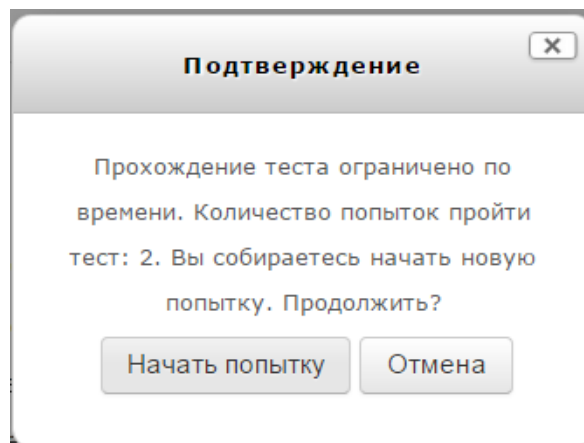 Подтверждение
Прохождение теста ограничено по
времени. Количество попыток пройти
тест: 2. Вы собираетесь начать новую
попытку. Продолжить?
Начать попытку Отмена